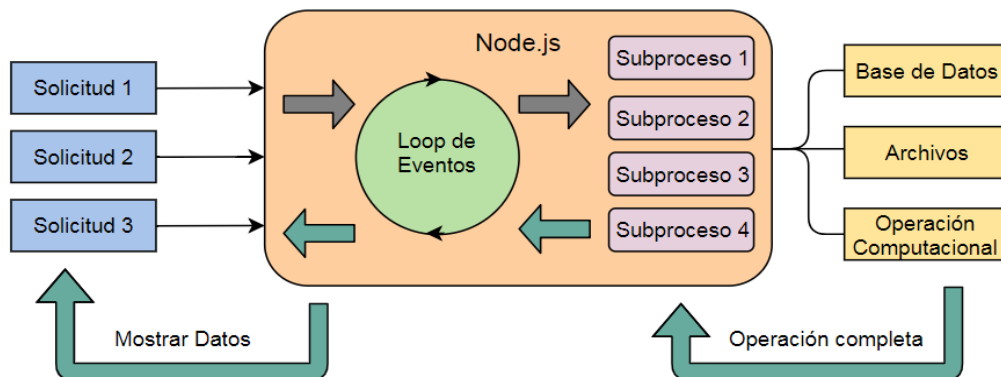 Node.js
Solicitud 1
Solicitud 2
Solicitud 3
Loop de
Eventos
Subproceso 1
Subproceso 2
Subproceso 3
Subproceso 4
Base de Datos
Archivos
Operación
Computacional
Mostrar Datos
Operación completa